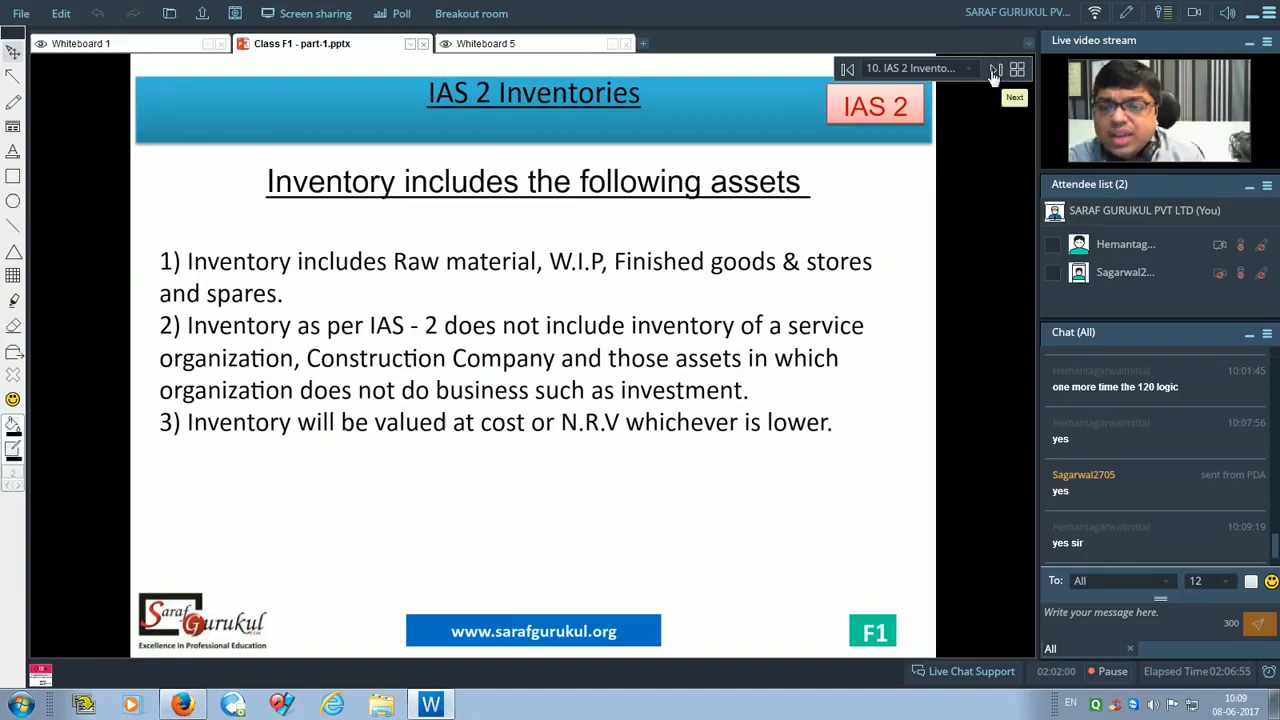 File
Edit
Screen sharing
Poll
Breakout room
SARAF GURUKUL PV...
Whiteboard 1
Class F1 - part-1.pptx
Whiteboard 5
Live video stream
10. IAS 2 Invento...
Next
IAS 2 Inventories
IAS 2
Inventory includes the following assets
1) Inventory includes Raw material, W.I.P, Finished goods & stores
and spares.
2) Inventory as per IAS - 2 does not include inventory of a service
organization, Construction Company and those assets in which
organization does not do business such as investment.
3) Inventory will be valued at cost or N.R.V whichever is lower.
Saraf
Gurukul
Excellence in Professional Education
www.sarafgurukul.org
F1
Attendee list (2)
SARAF GURUKUL PVT LTD (You)
Hemantag...
Sagarwal2...
Chat (All)
Hemantagarwalmittal 10:01:45
one more time the 120 logic
Hemantagarwalmittal 10:07:56
yes
Sagarwal2705 sent from PDA
yes
Hemantagarwalmittal 10:09:19
yes sir
To: All 12
Write your message here.
300
All
Live Chat Support
02:02:00
Pause
Elapsed Time 02:06:55
2
W
EN
10:09
08-06-2017